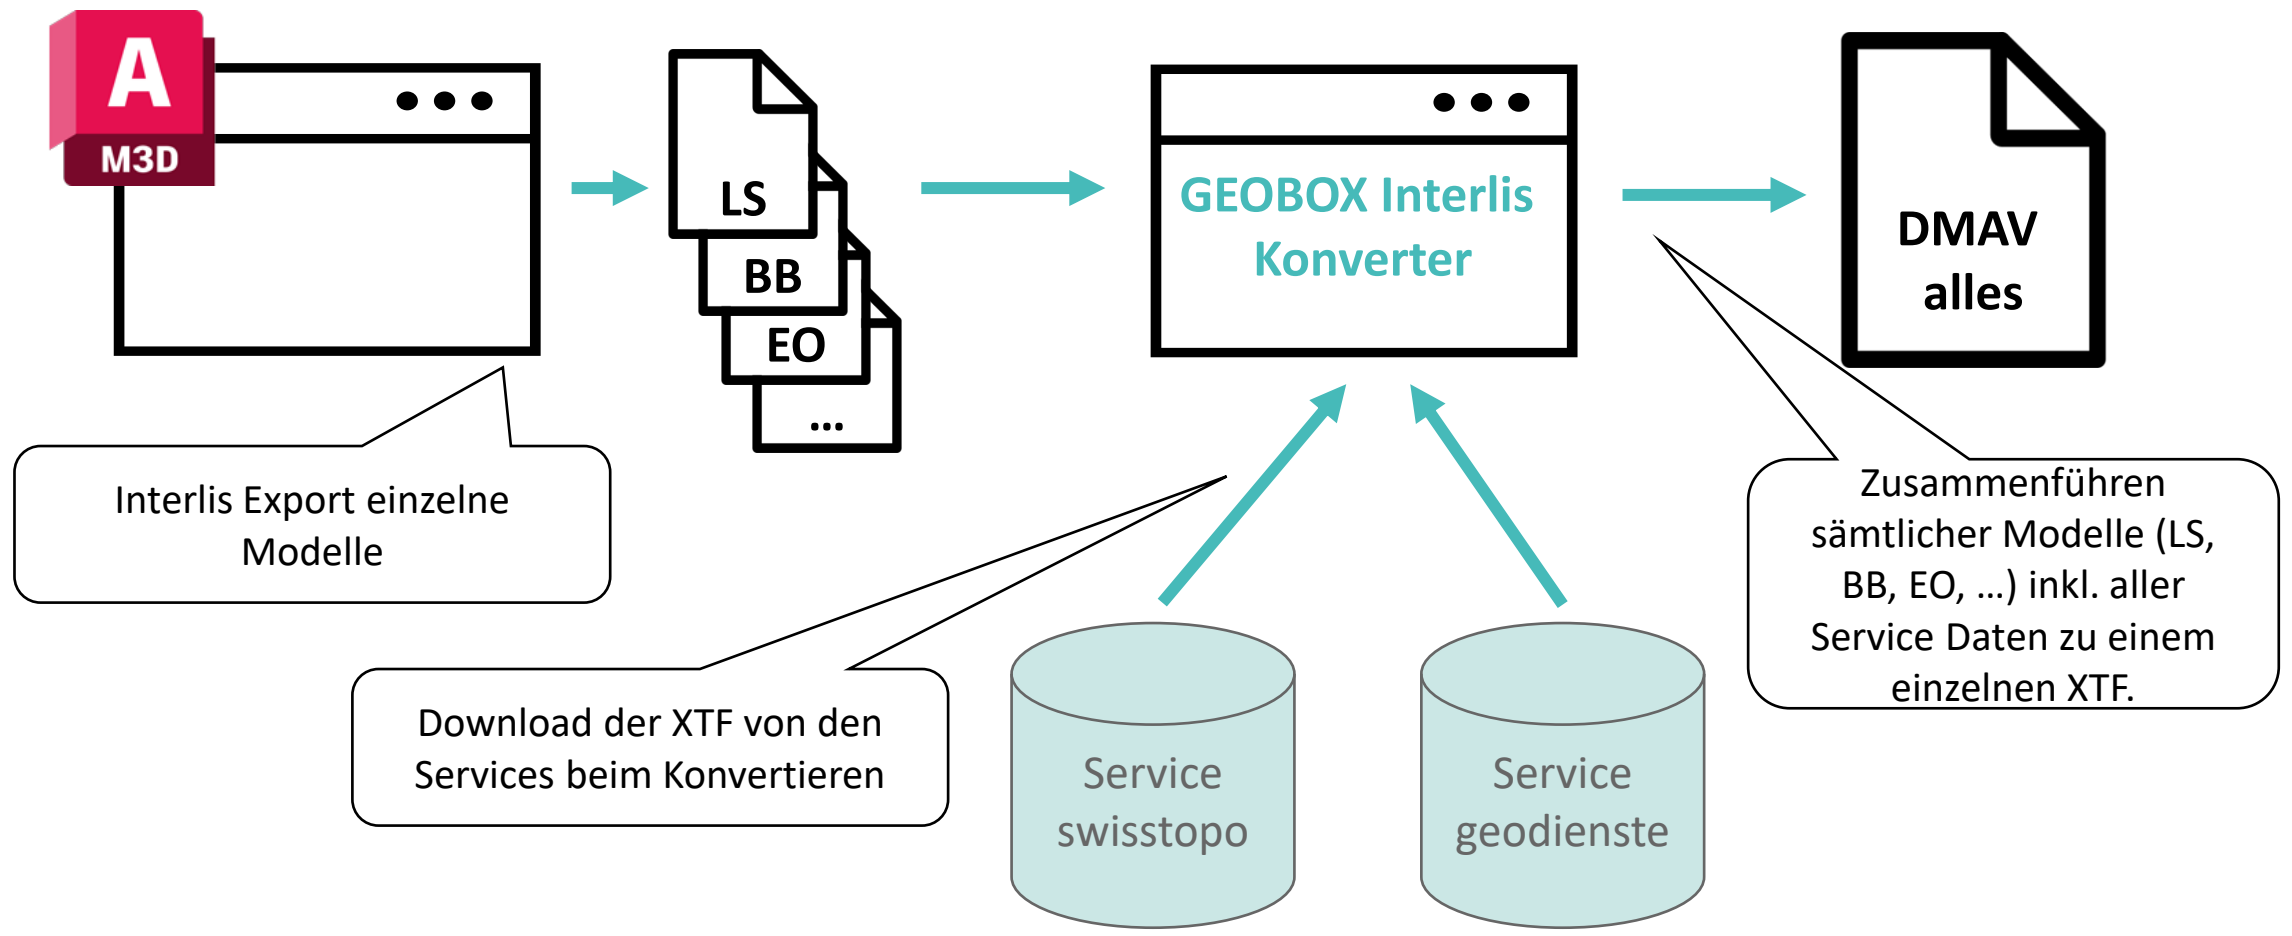 A
M3D
LS
BB
EO
...
GEOBOX Interlis
Konverter
DMAV
alles
Interlis Export einzelne
Modelle
Download der XTF von den
Services beim Konvertieren
Service
swisstopo
Service
geodienste
Zusammenführen
sämtlicher Modelle (LS,
BB, EO, ...) inkl. aller
Service Daten zu einem
einzelnen XTF.